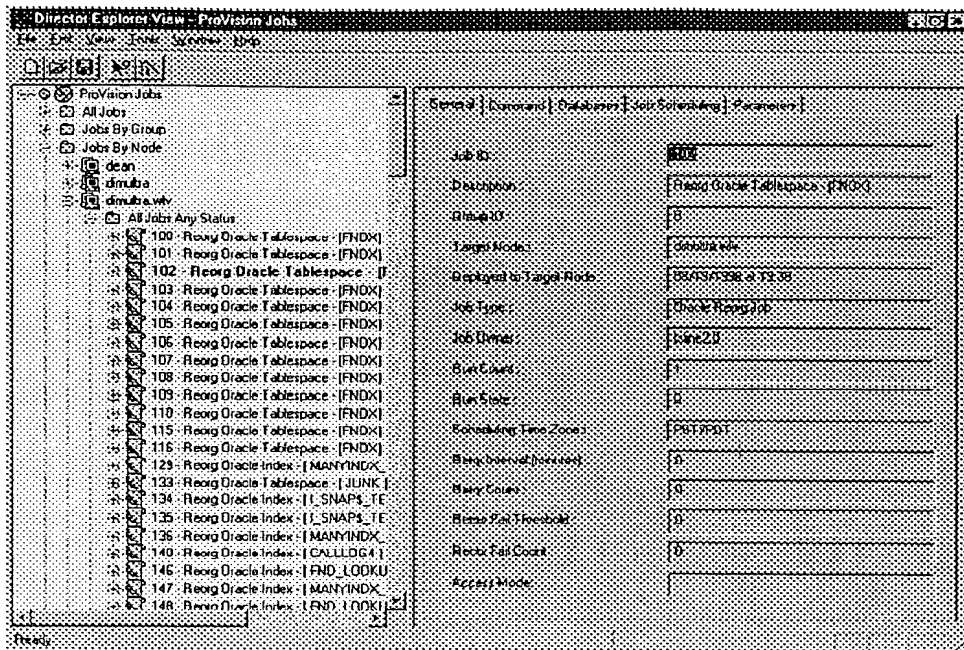 Director Explorer View - ProVision Jobs
File Edit View Tools Window Help
ProVision Jobs
All Jobs
Jobs By Group
Jobs By Node
dean
dimultra
dimultra.wtv
All Jobs Any Status
100 - Reorg Oracle Tablespace - [FNDX]
101 - Reorg Oracle Tablespace - [FNDX]
102 - Reorg Oracle Tablespace - [F
103 - Reorg Oracle Tablespace - [FNDX]
104 - Reorg Oracle Tablespace - [FNDX]
105 - Reorg Oracle Tablespace - [FNDX]
106 - Reorg Oracle Tablespace - [FNDX]
107 - Reorg Oracle Tablespace - [FNDX]
108 - Reorg Oracle Tablespace - [FNDX]
109 - Reorg Oracle Tablespace - [FNDX]
110 - Reorg Oracle Tablespace - [FNDX]
115 - Reorg Oracle Tablespace - [FNDX]
116 - Reorg Oracle Tablespace - [FNDX]
129 - Reorg Oracle Index - [ MANYINDX_
133 - Reorg Oracle Tablespace - [ JUNK ]
134 - Reorg Oracle Index - [ I_SNAP$_TE
135 - Reorg Oracle Index - [ I_SNAP$_TE
136 - Reorg Oracle Index - [ MANYINDX_
140 - Reorg Oracle Index - [ CALLLOG4 ]
146 - Reorg Oracle Index - [ FND_LOOKU
147 - Reorg Oracle Index - [ MANYINDX_
148 - Reorg Oracle Index - [ FND_LOOKU
General Command Databases Job Scheduling Parameters
Job ID:
Description: Reorg Oracle Tablespace - [FNDX]
Group ID: 0
Target Node:
Deployed to Target Node:
Job Type: Oracle Reorg Job
Job Owner:
Run Count: 1
Run State: 0
Scheduling Time Zone: PST/PDT
Retry Interval (minutes): 0
Retry Count: 0
Recur Fail Threshold: 0
Recur Fail Count: 0
Access Mode:
Ready